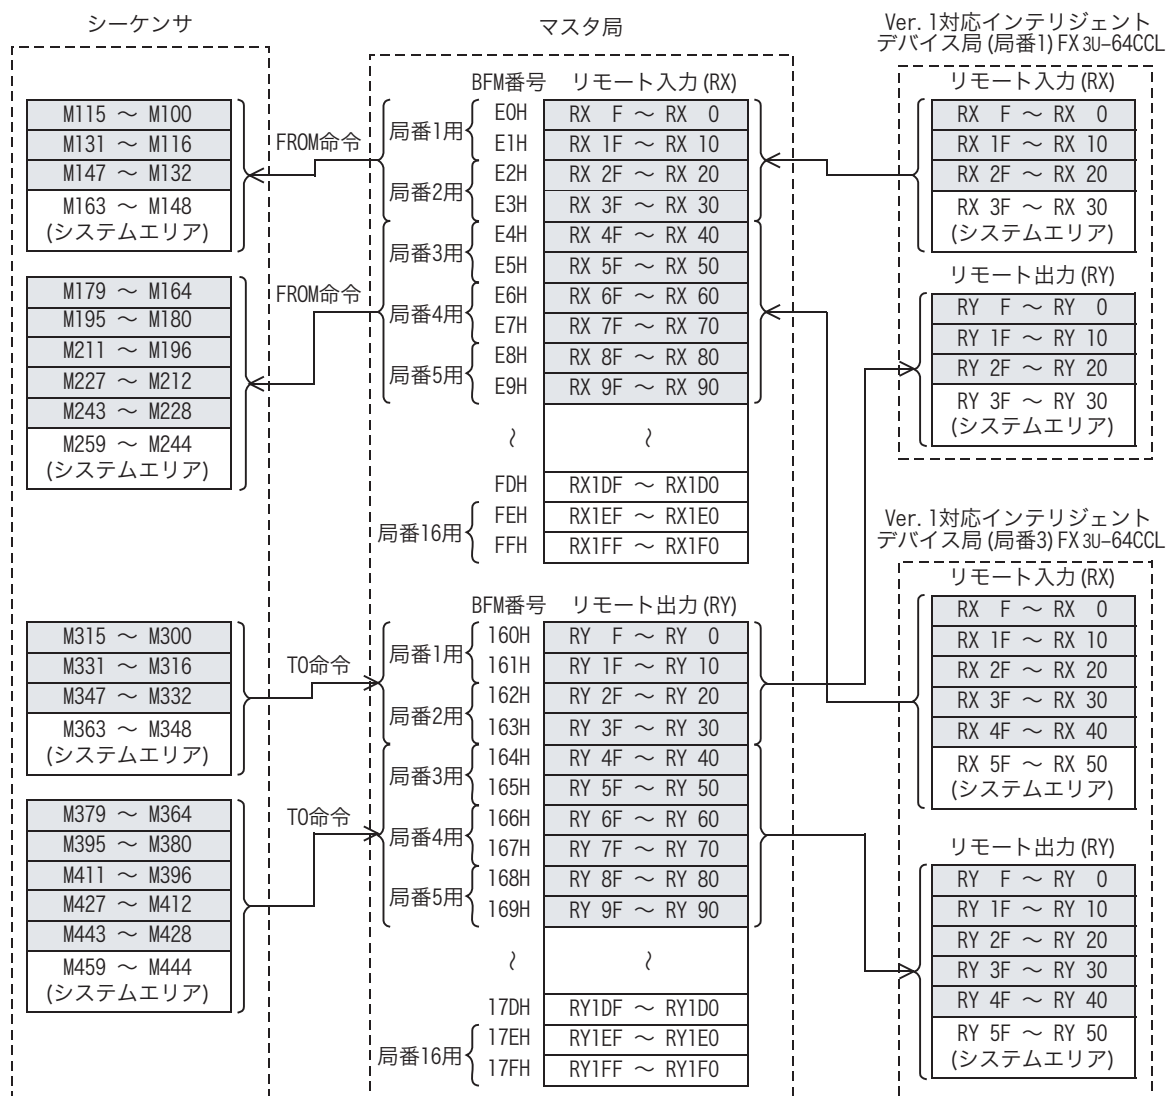 シーケンサ
M115 ～ M100
M131 ～ M116
M147 ～ M132
M163 ～ M148
(システムエリア)
M179 ～ M164
M195 ～ M180
M211 ～ M196
M227 ～ M212
M243 ～ M228
M259 ～ M244
(システムエリア)
M315 ～ M300
M331 ～ M316
M347 ～ M332
M363 ～ M348
(システムエリア)
M379 ～ M364
M395 ～ M380
M411 ～ M396
M427 ～ M412
M443 ～ M428
M459 ～ M444
(システムエリア)
FROM命令
FROM命令
TO命令
TO命令
マスタ局
BFM番号 リモート入力(RX)
局番1用
局番2用
局番3用
局番4用
局番5用
局番16用
E0H RX F ～ RX 0
E1H RX 1F ～ RX 10
E2H RX 2F ～ RX 20
E3H RX 3F ～ RX 30
E4H RX 4F ～ RX 40
E5H RX 5F ～ RX 50
E6H RX 6F ～ RX 60
E7H RX 7F ～ RX 70
E8H RX 8F ～ RX 80
E9H RX 9F ～ RX 90
～ ～
FDH RX1DF ～ RX1D0
FEH RX1EF ～ RX1E0
FFH RX1FF ～ RX1F0
BFM番号 リモート出力(RY)
局番1用
局番2用
局番3用
局番4用
局番5用
局番16用
160H RY F ～ RY 0
161H RY 1F ～ RY 10
162H RY 2F ～ RY 20
163H RY 3F ～ RY 30
164H RY 4F ～ RY 40
165H RY 5F ～ RY 50
166H RY 6F ～ RY 60
167H RY 7F ～ RY 70
168H RY 8F ～ RY 80
169H RY 9F ～ RY 90
～ ～
17DH RY1DF ～ RY1D0
17EH RY1EF ～ RY1E0
17FH RY1FF ～ RY1F0
Ver.1対応インテリジェント
デバイス局(局番1)FX3U-64CCL
リモート入力(RX)
RX F ～ RX 0
RX 1F ～ RX 10
RX 2F ～ RX 20
RX 3F ～ RX 30
(システムエリア)
リモート出力(RY)
RY F ～ RY 0
RY 1F ～ RY 10
RY 2F ～ RY 20
RY 3F ～ RY 30
(システムエリア)
Ver.1対応インテリジェント
デバイス局(局番3)FX3U-64CCL
リモート入力(RX)
RX F ～ RX 0
RX 1F ～ RX 10
RX 2F ～ RX 20
RX 3F ～ RX 30
RX 4F ～ RX 40
RX 5F ～ RX 50
(システムエリア)
リモート出力(RY)
RY F ～ RY 0
RY 1F ～ RY 10
RY 2F ～ RY 20
RY 3F ～ RY 30
RY 4F ～ RY 40
RY 5F ～ RY 50
(システムエリア)